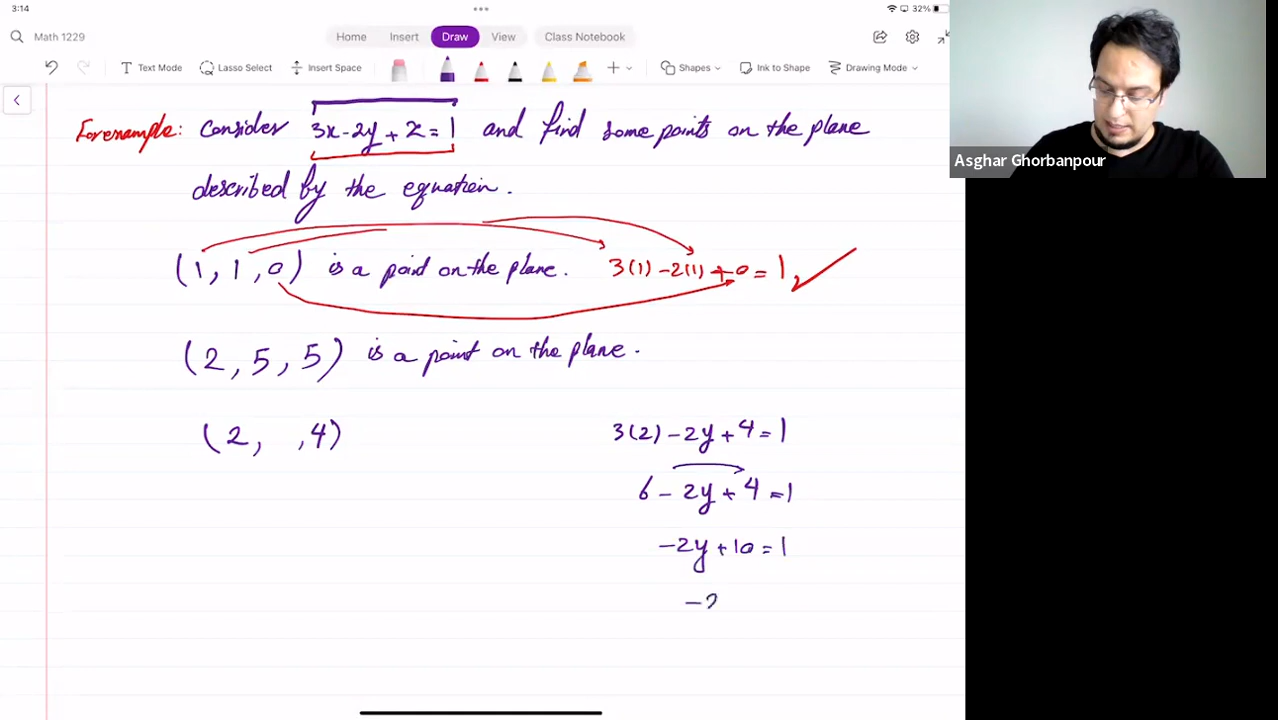 3:14
32%
Math 1229
Home Insert Draw View Class Notebook
Text Mode Lasso Select Insert Space Shapes Ink to Shape Drawing Mode
For example: Consider 3x-2y+z=1 and find some points on the plane
described by the equation.
(1, 1, 0) is a point on the plane. 3(1)-2(1)+0=1,
(2, 5, 5) is a point on the plane.
(2, ,4) 3(2)-2y+4=1
6-2y+4=1
-2y+10=1
-2
Asghar Ghorbanpour